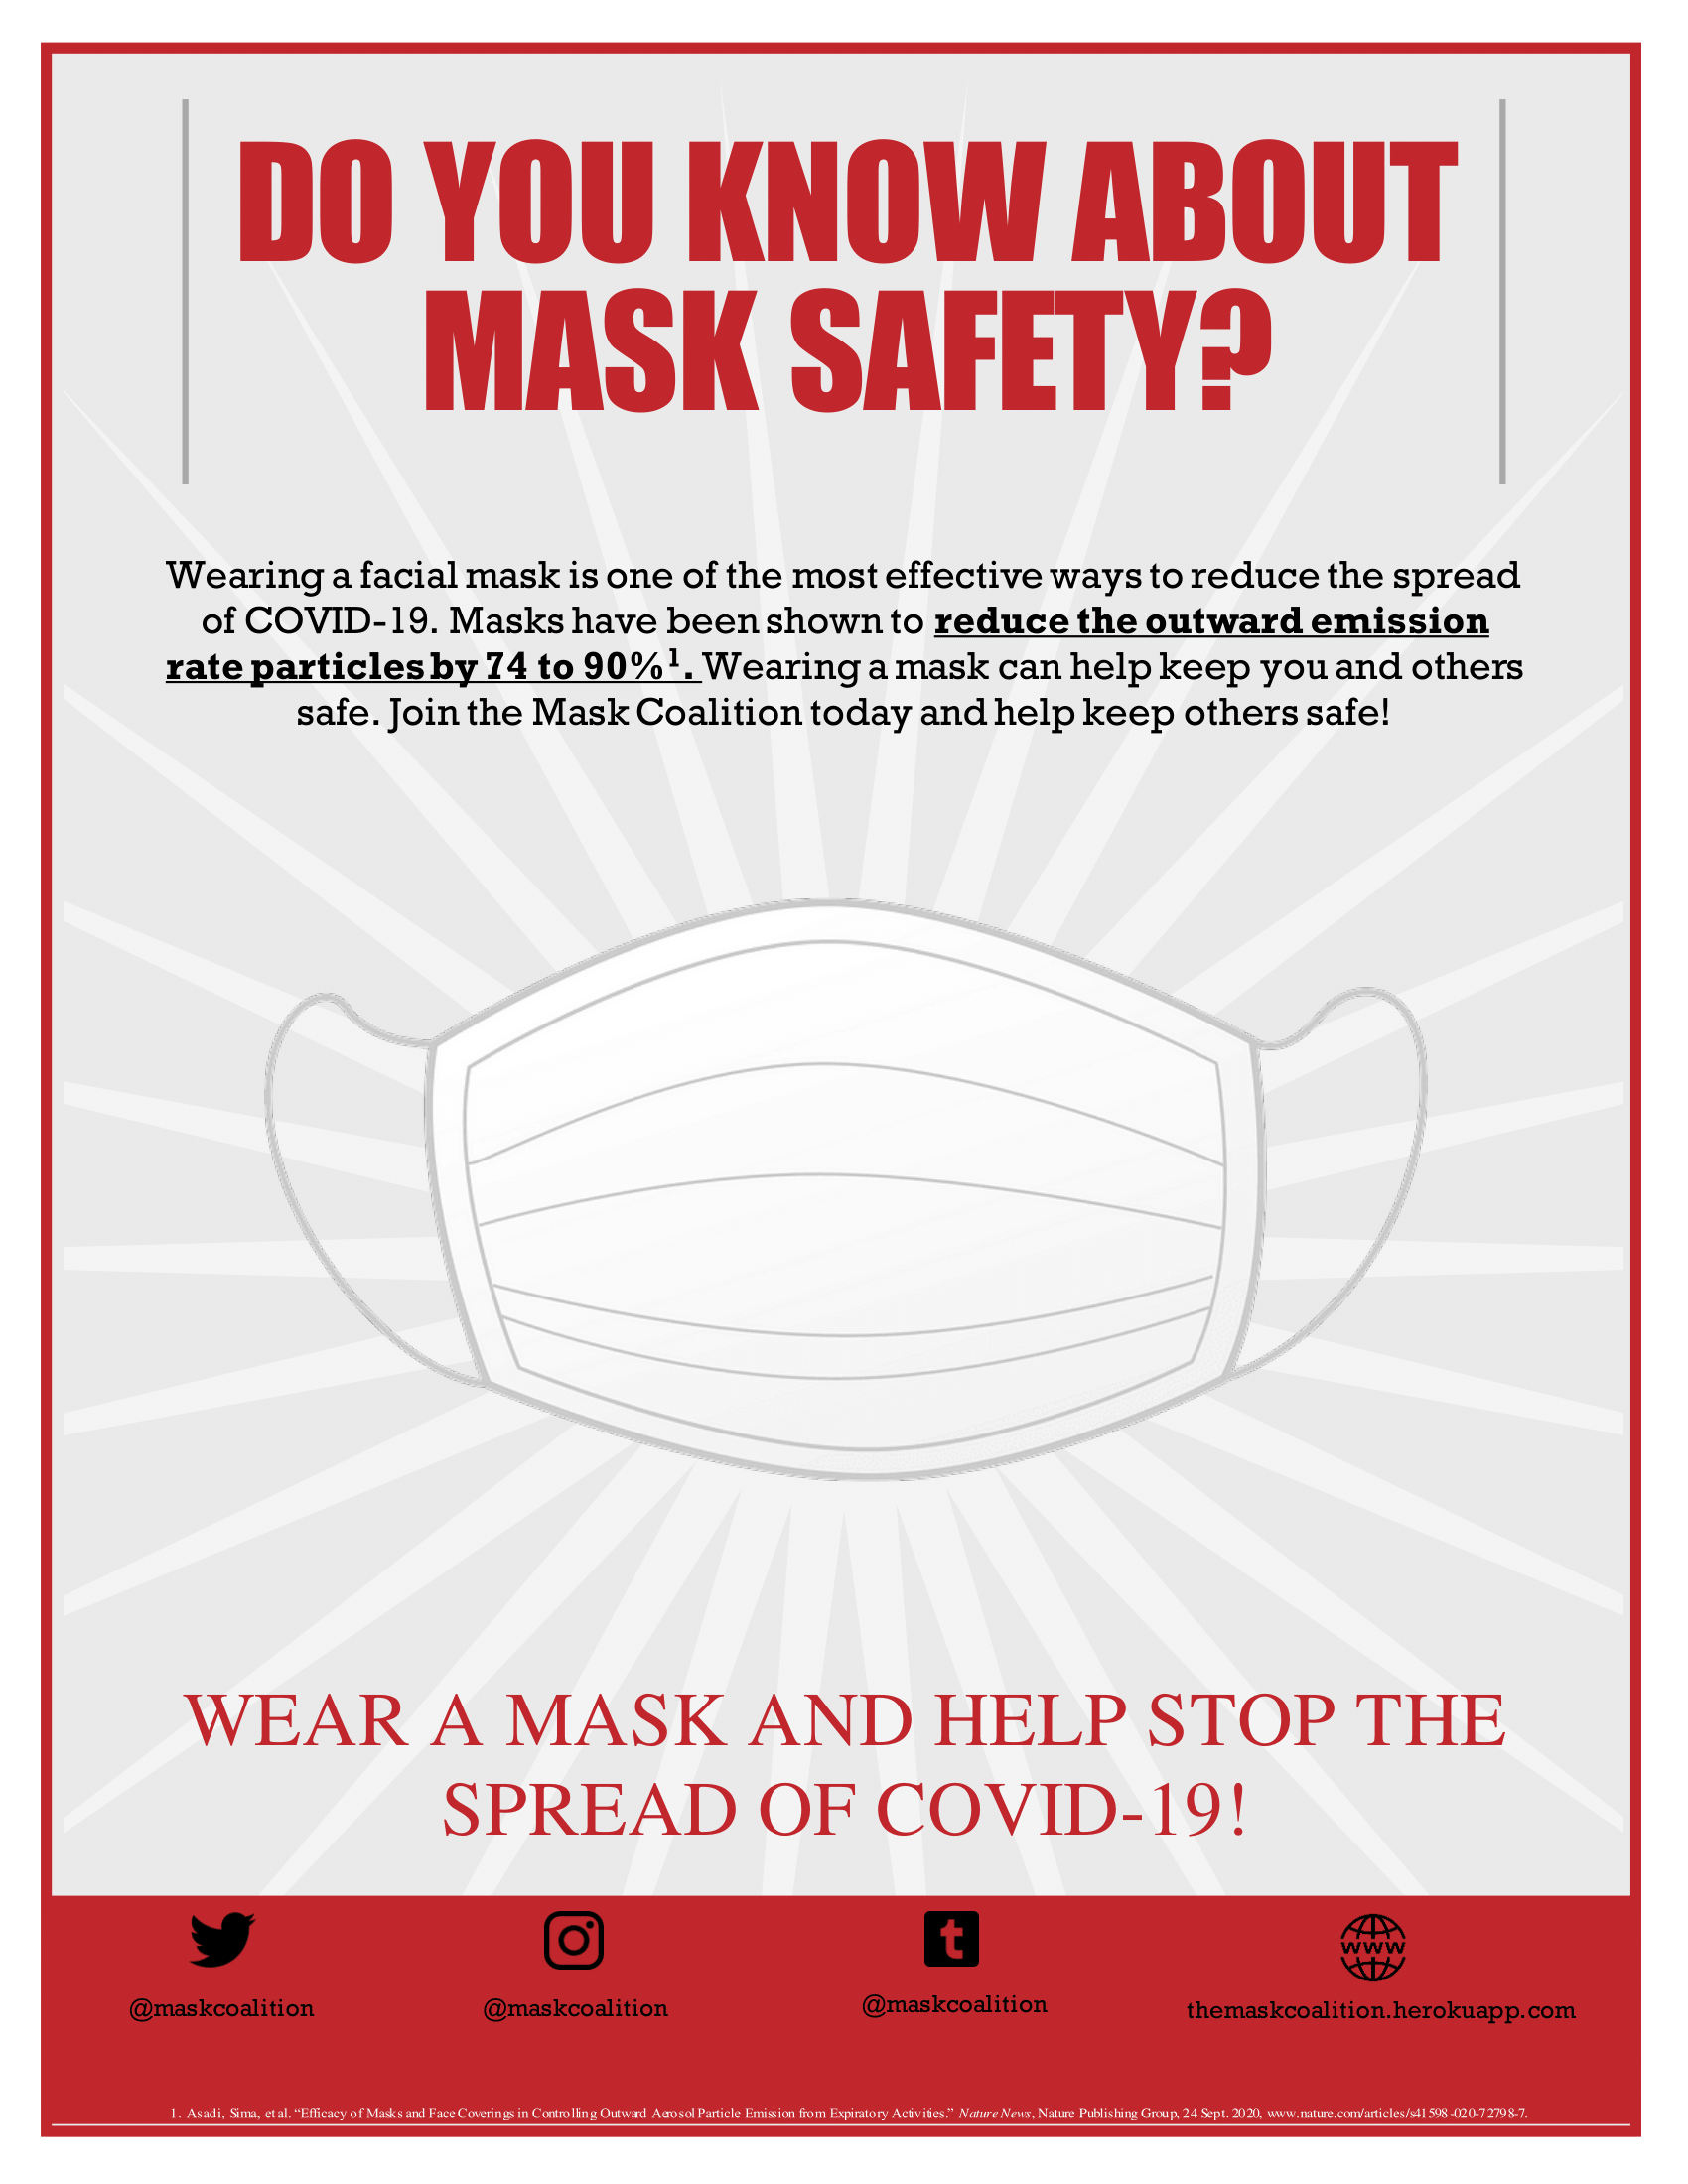 DO YOU KNOW ABOUT
MASK SAFETY?
Wearing a facial mask is one of the most effective ways to reduce the spread
of COVID-19. Masks have been shown to reduce the outward emission
rate particles by 74 to 90%¹. Wearing a mask can help keep you and others
safe. Join the Mask Coalition today and help keep others safe!
WEAR A MASK AND HELP STOP THE
SPREAD OF COVID-19!
t
WWW
@maskcoalition
@maskcoalition
@maskcoalition
themaskcoalition.herokuapp.com
1. Asadi, Sima, et al. “Efficacy of Masks and Face Coverings in Controlling Outward Aerosol Particle Emission from Expiratory Activities.” Nature News, Nature Publishing Group, 24 Sept. 2020, www.nature.com/articles/s41598-020-72798-7.